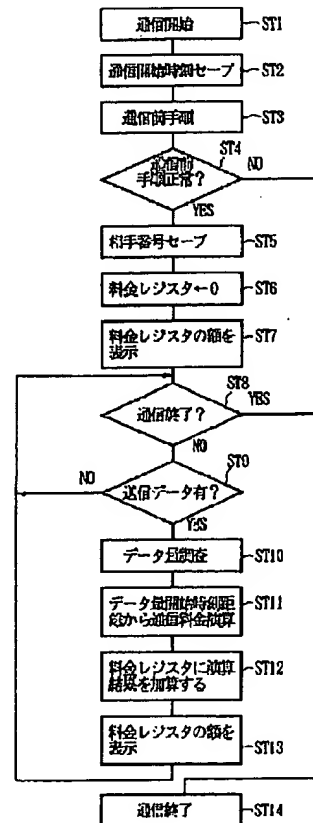 通信開始
ST1
通信開始時刻セーブ
ST2
通信前手順
ST3
ST4
通信前
手順正常？
NO
YES
相手番号セーブ
ST5
料金レジスタ←0
ST6
料金レジスタの額を
表示
ST7
ST8
通信終了？
YES
NO
ST9
送信データ有？
NO
YES
データ量調査
ST10
データ量開始時刻距
離から通信料金演算
ST11
料金レジスタに演算
結果を加算する
ST12
料金レジスタの額を
表示
ST13
通信終了
ST14